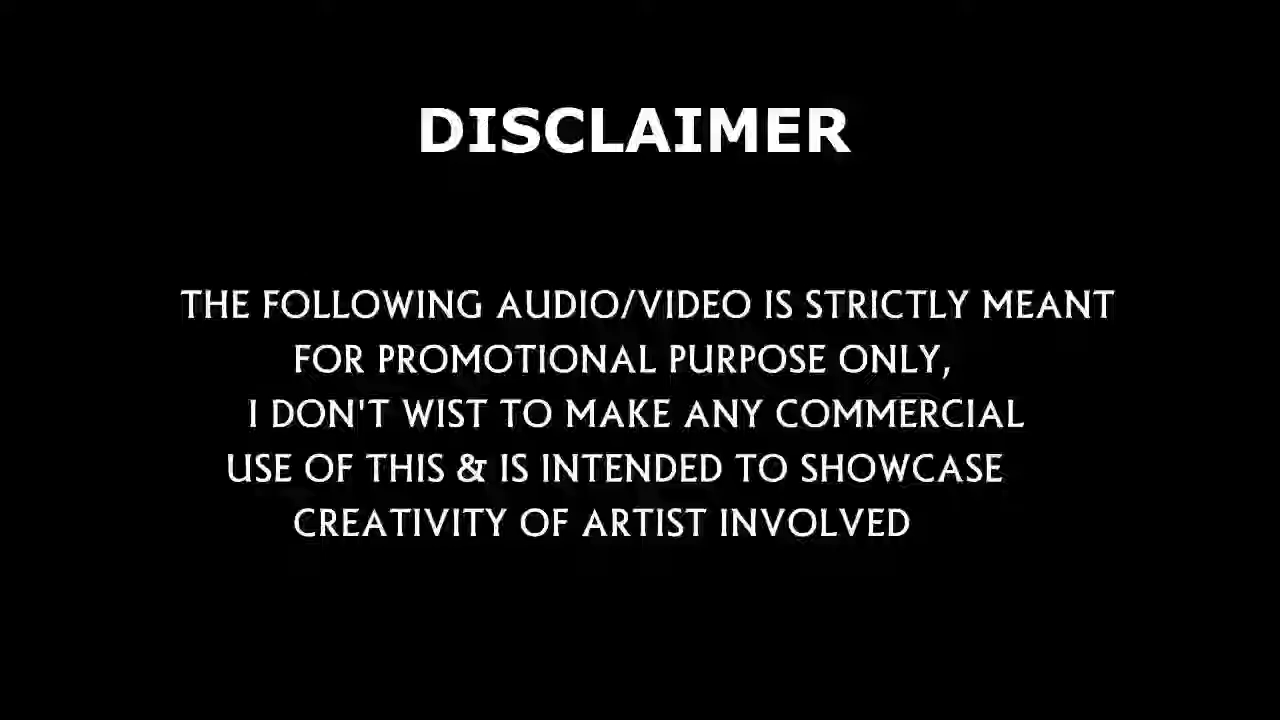 DISCLAIMER
THE FOLLOWING AUDIO/VIDEO IS STRICTLY MEANT
FOR PROMOTIONAL PURPOSE ONLY,
I DON'T WIST TO MAKE ANY COMMERCIAL
USE OF THIS & IS INTENDED TO SHOWCASE
CREATIVITY OF ARTIST INVOLVED